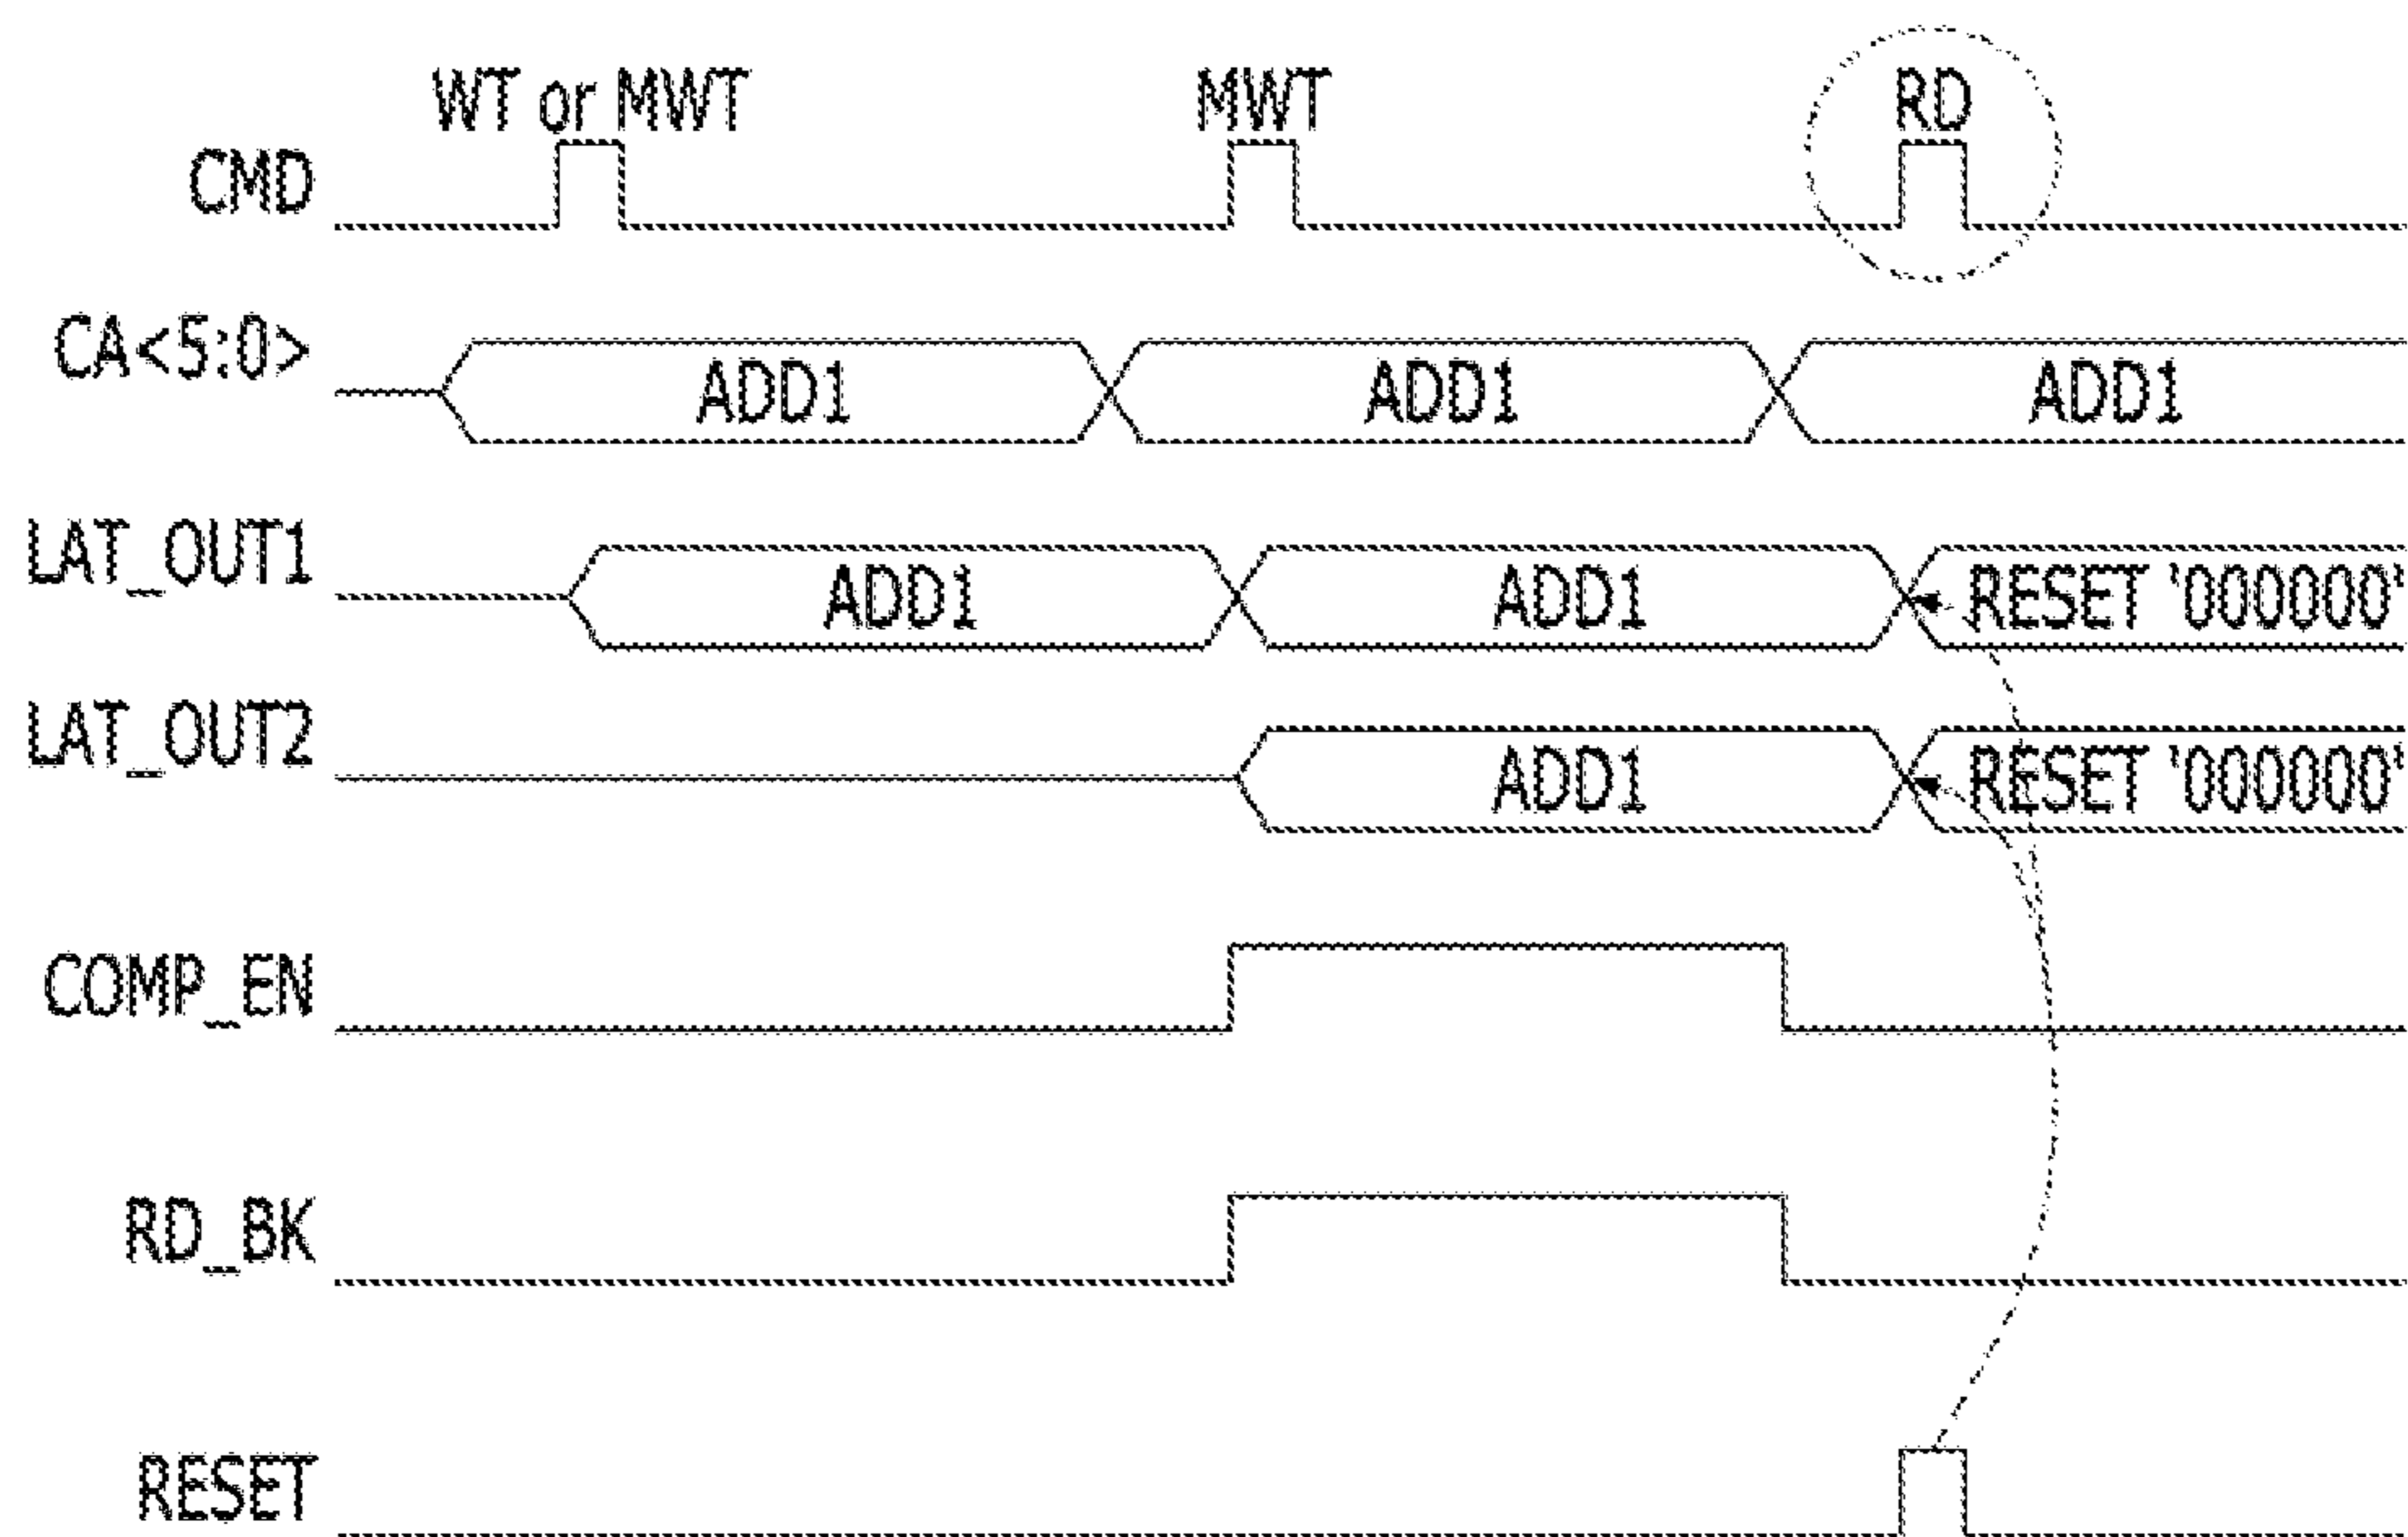 WT or MWT MWT RD
CMD
CA<5:0> ADD1 ADD1 ADD1
LAT_OUT1 ADD1 ADD1 RESET '000000'
LAT_OUT2 ADD1 RESET '000000'
COMP_EN
RD_BK
RESET